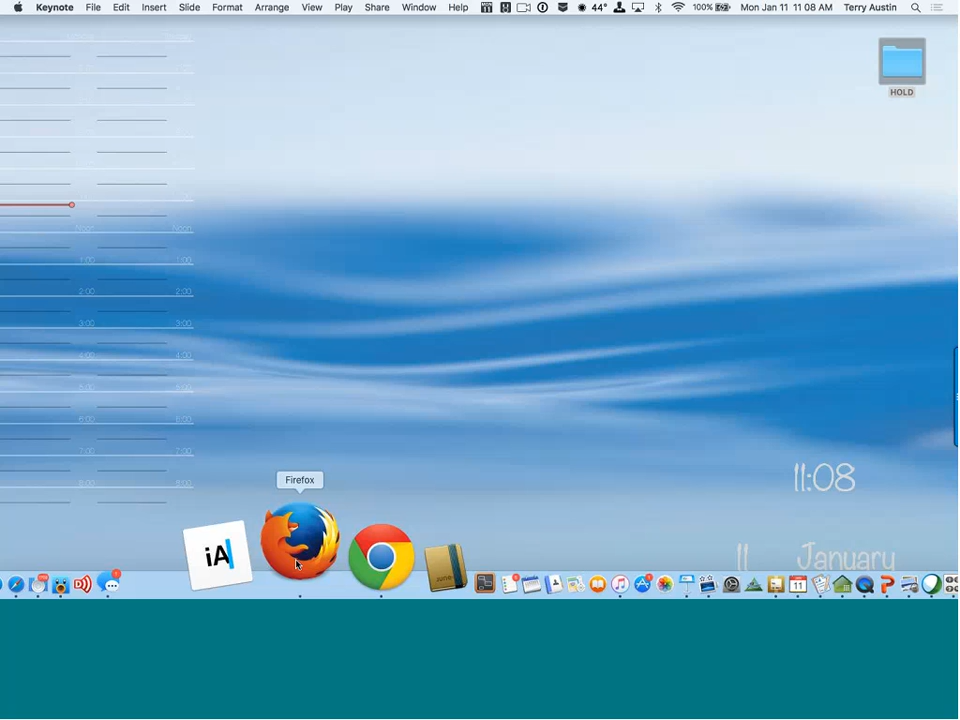 Keynote File Edit Insert Slide Format Arrange View Play Share Window Help 44° 100% Mon Jan 11 11 08 AM Terry Austin
HOLD
Noon Noon
1:00 1:00
2:00 2:00
3:00 3:00
4:00 4:00
5:00 5:00
6:00 6:00
7:00 7:00
8:00 8:00
Firefox
11:08
iA
11 January
11